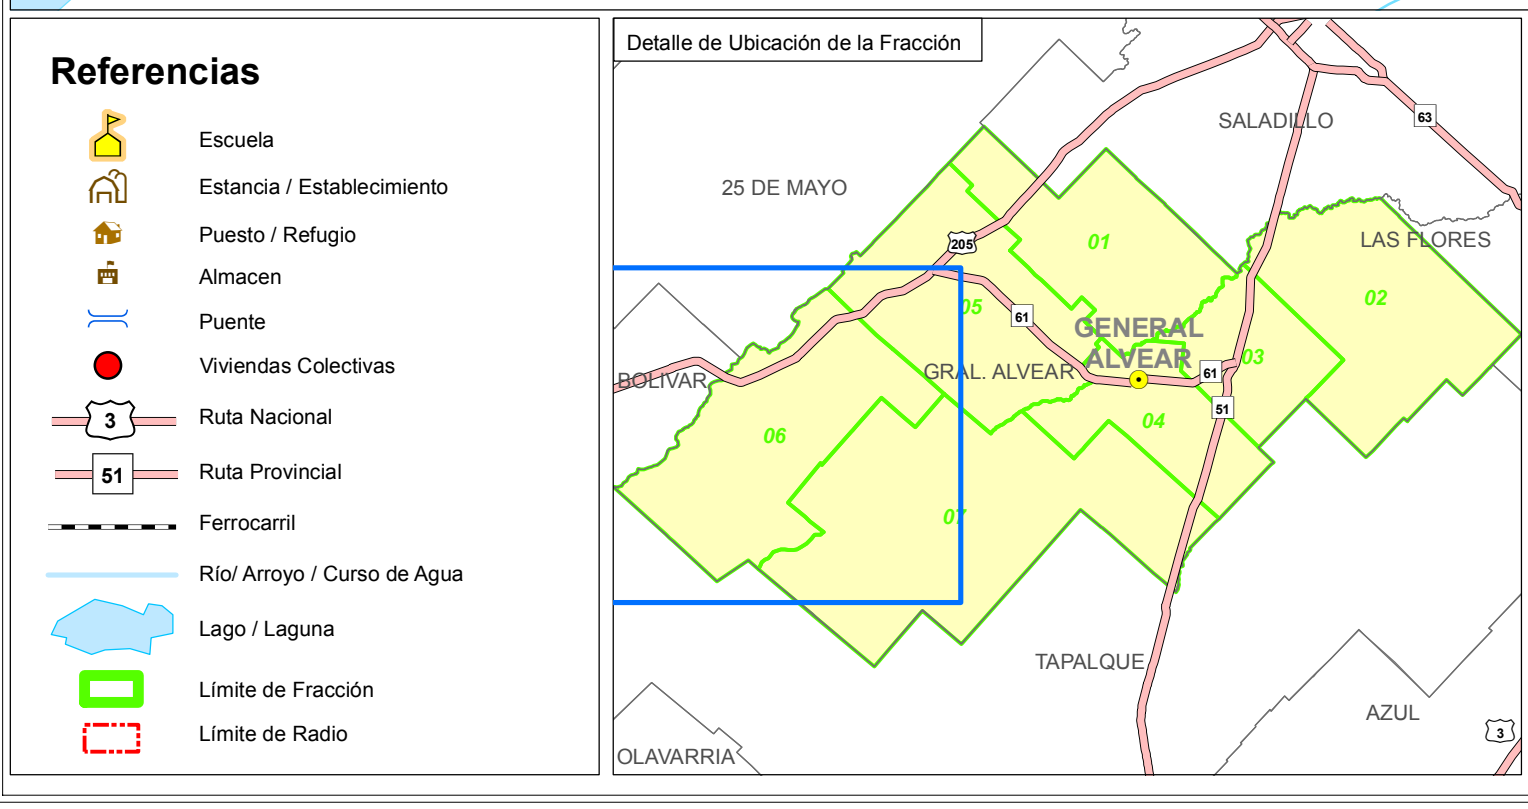 Referencias
Escuela
Estancia / Establecimiento
Puesto / Refugio
Almacen
Puente
Viviendas Colectivas
3
Ruta Nacional
51
Ruta Provincial
Ferrocarril
Río/ Arroyo / Curso de Agua
Lago / Laguna
Límite de Fracción
Límite de Radio
Detalle de Ubicación de la Fracción
SALADILLO
63
25 DE MAYO
205
01
LAS FLORES
02
05
61
GENERAL
ALVEAR
03
61
GRAL. ALVEAR
BOLIVAR
51
04
06
07
TAPALQUE
AZUL
3
OLAVARRIA